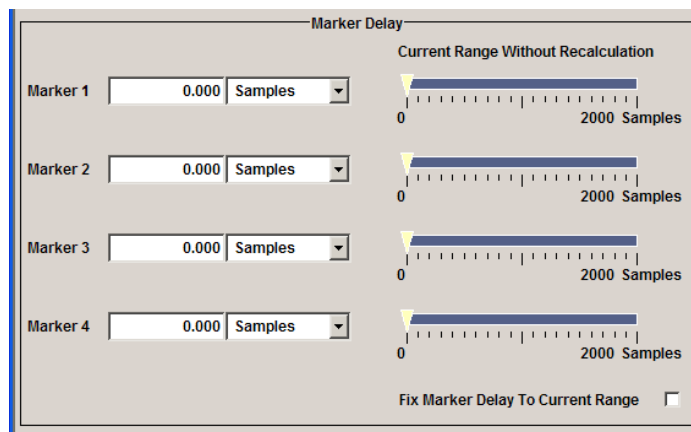 Marker Delay
Current Range Without Recalculation
Marker 1 0.000 Samples
0 2000 Samples
Marker 2 0.000 Samples
0 2000 Samples
Marker 3 0.000 Samples
0 2000 Samples
Marker 4 0.000 Samples
0 2000 Samples
Fix Marker Delay To Current Range